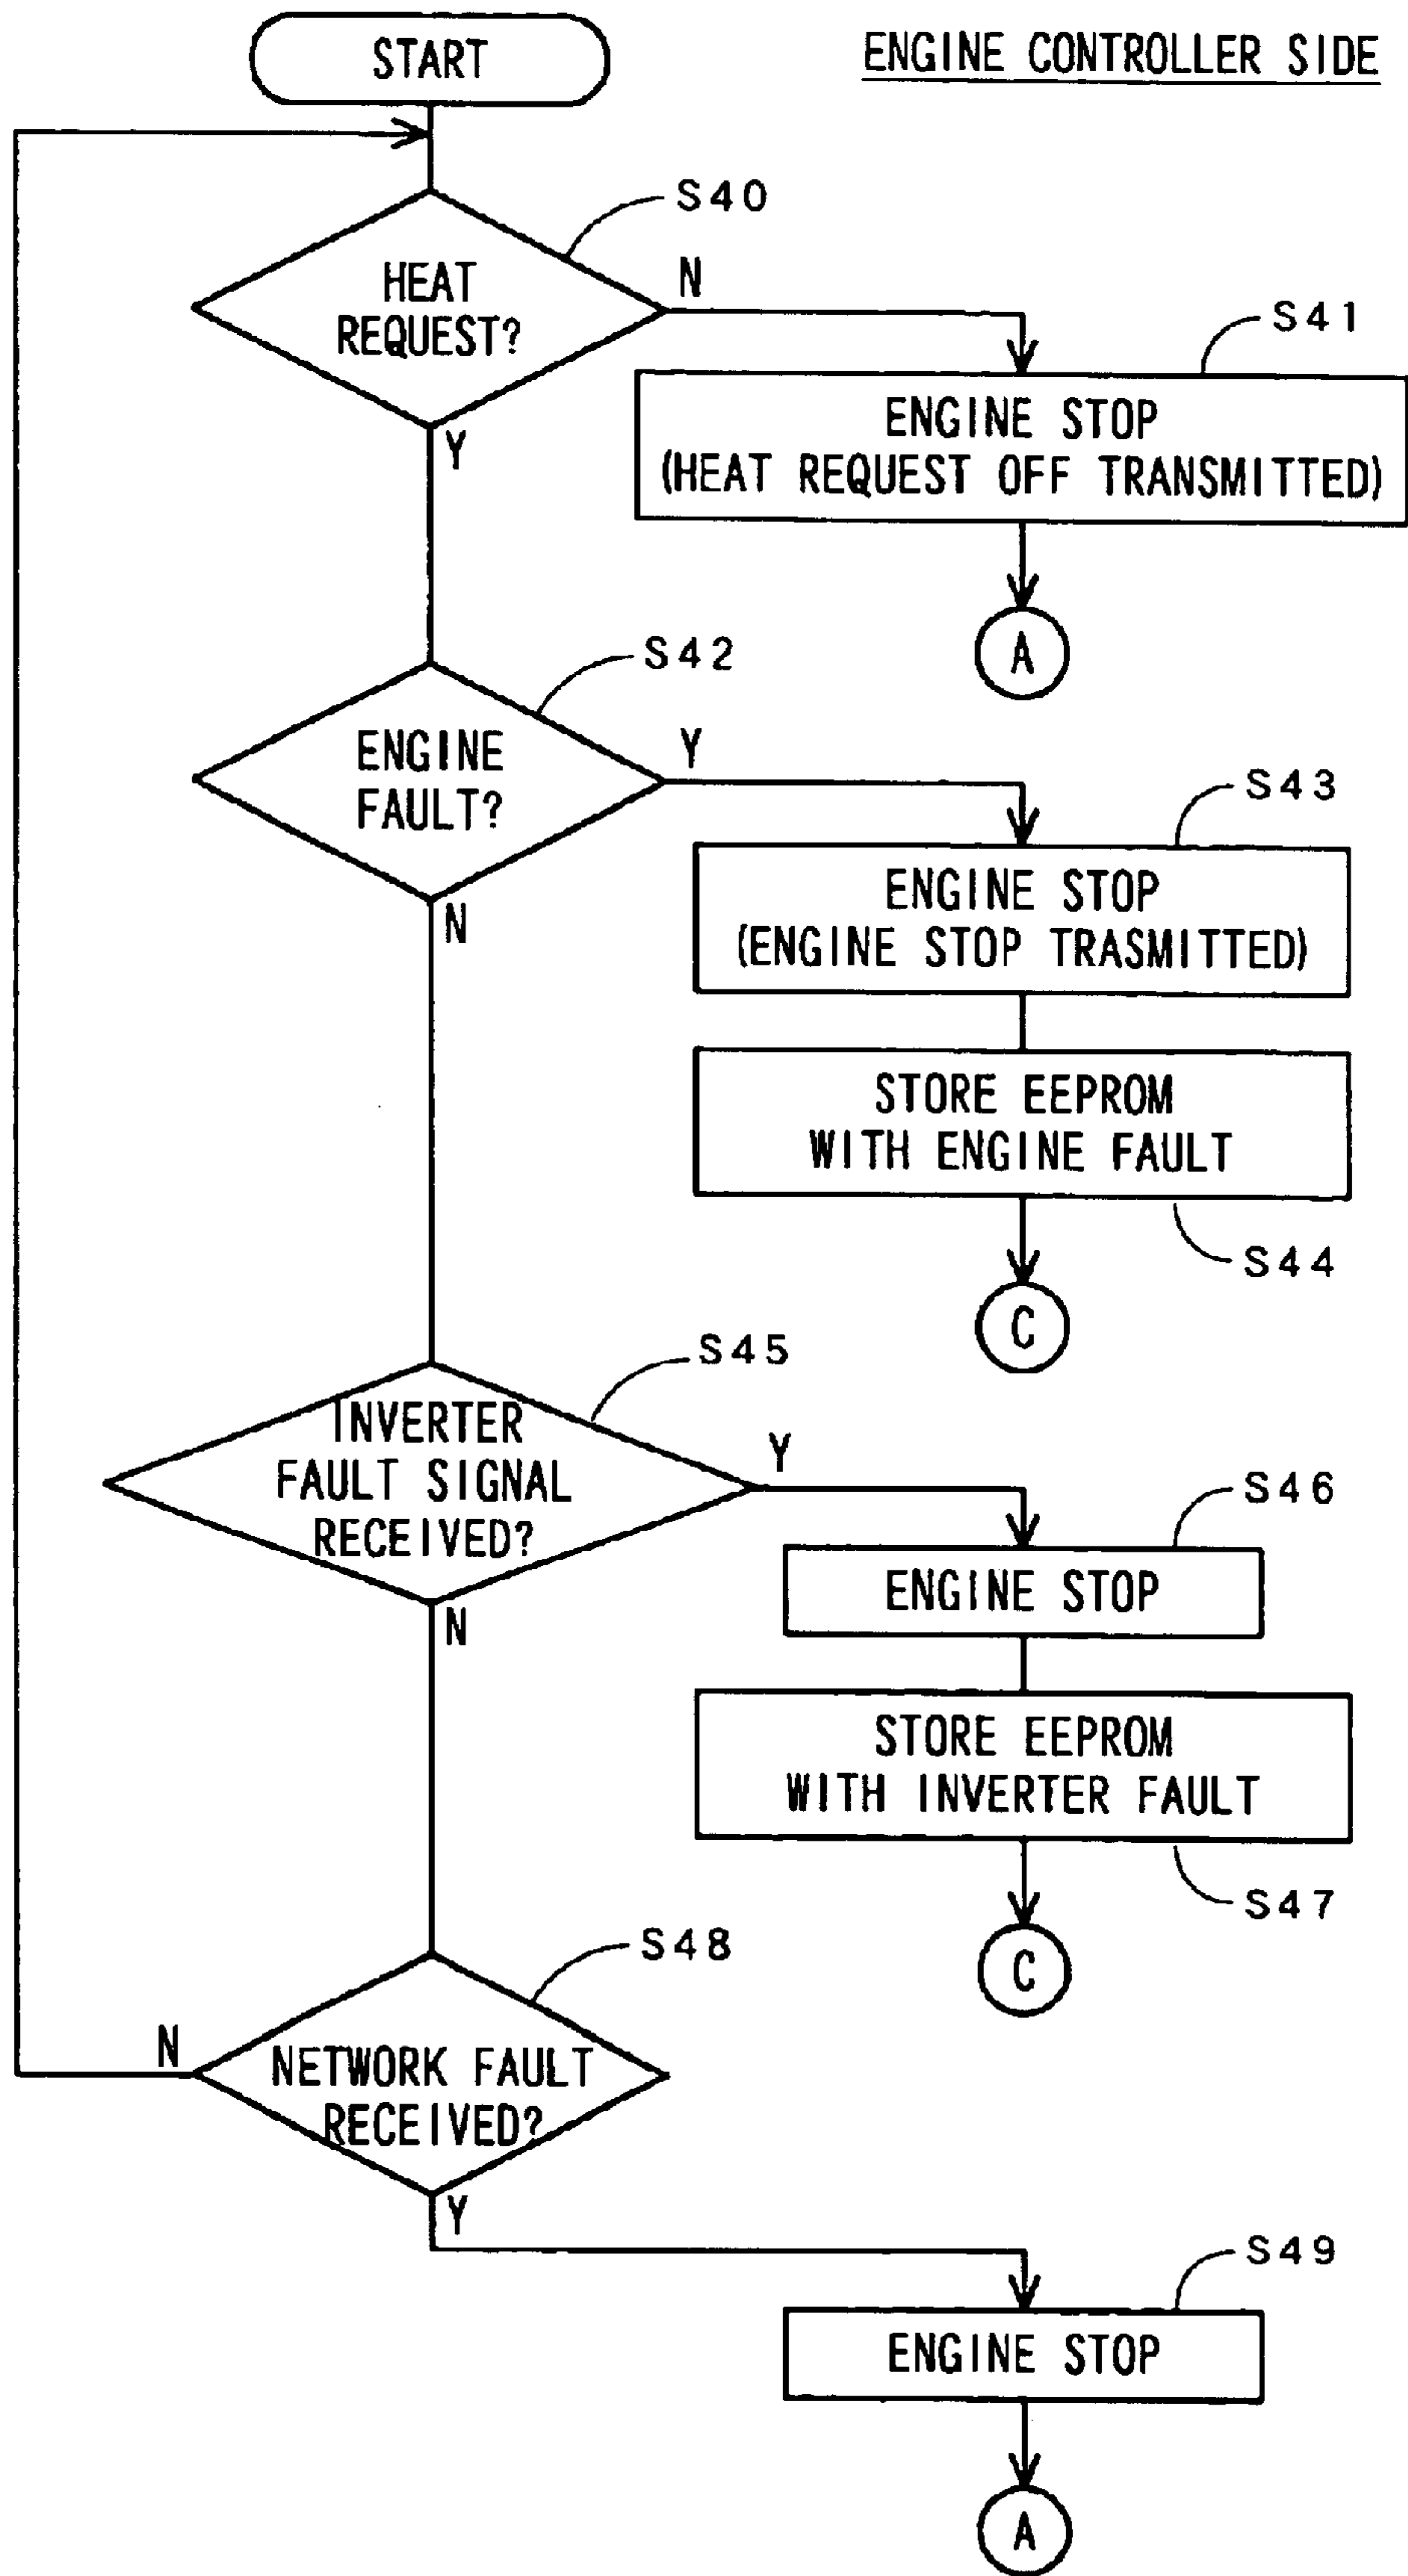 START
ENGINE CONTROLLER SIDE
S40
HEAT
REQUEST?
N
Y
S41
ENGINE STOP
(HEAT REQUEST OFF TRANSMITTED)
A
S42
ENGINE
FAULT?
Y
N
S43
ENGINE STOP
(ENGINE STOP TRASMITTED)
STORE EEPROM
WITH ENGINE FAULT
S44
C
S45
INVERTER
FAULT SIGNAL
RECEIVED?
Y
N
S46
ENGINE STOP
STORE EEPROM
WITH INVERTER FAULT
S47
C
S48
NETWORK FAULT
RECEIVED?
N
Y
S49
ENGINE STOP
A